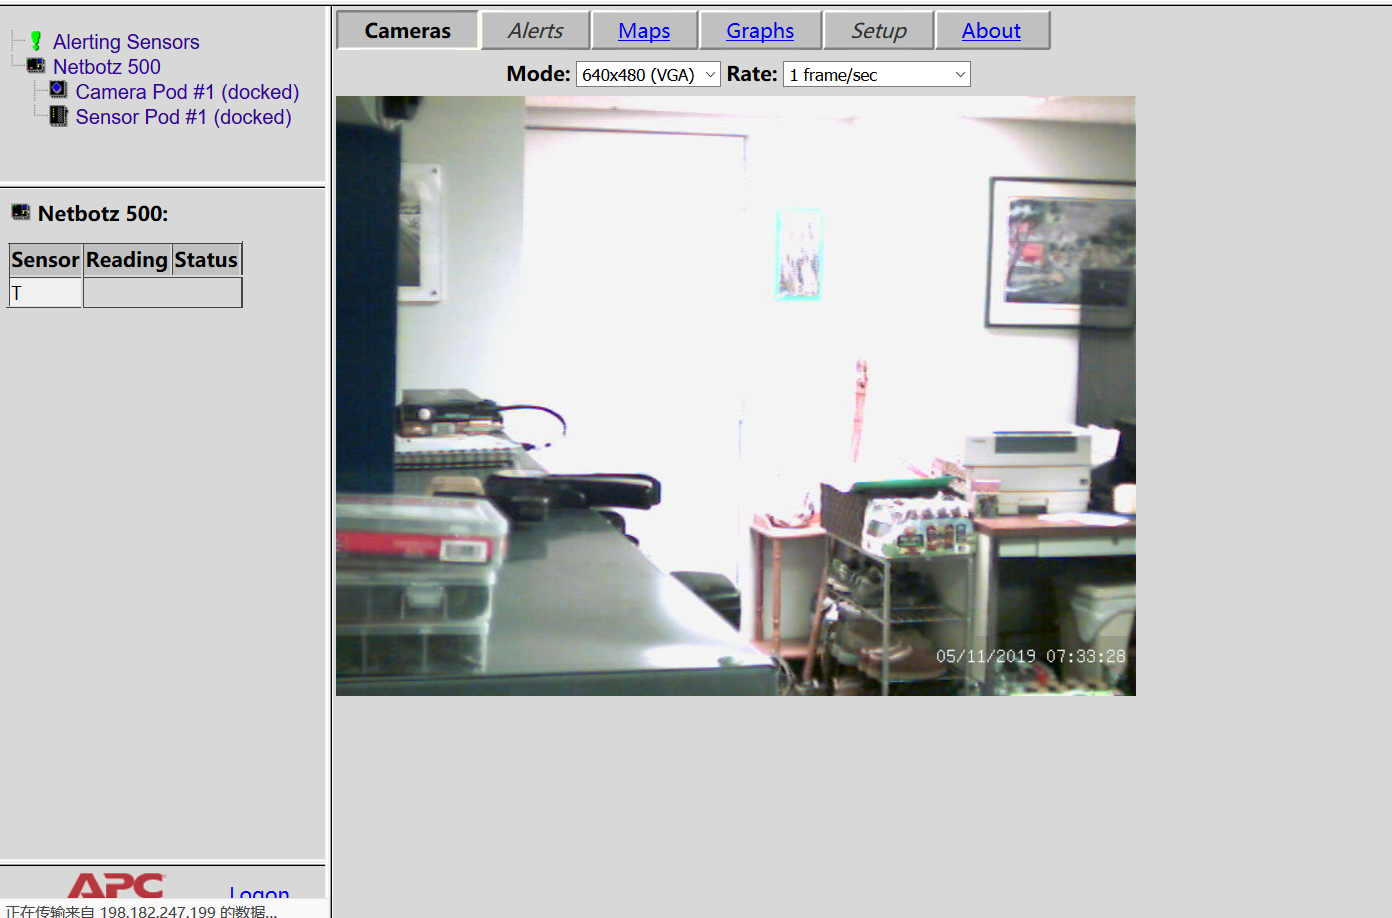 Alerting Sensors
Netbotz 500
Camera Pod #1 (docked)
Sensor Pod #1 (docked)
Netbotz 500:
Sensor Reading Status
T
APC
Logon
正在传输来自 198.182.247.199 的数据...
Cameras Alerts Maps Graphs Setup About
Mode: 640x480 (VGA) Rate: 1 frame/sec
05/11/2019 07:33:28